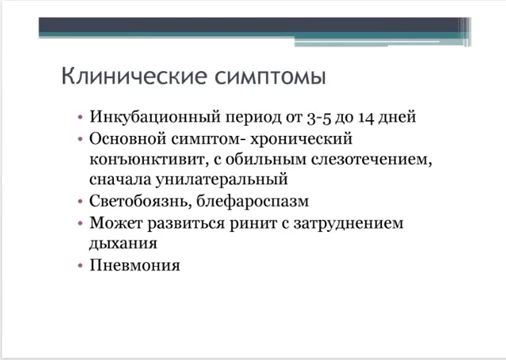 Клинические симптомы
• Инкубационный период от 3-5 до 14 дней
• Основной симптом- хронический
конъюнктивит, с обильным слезотечением,
сначала унилатеральный
• Светобоязнь, блефароспазм
• Может развиться ринит с затруднением
дыхания
• Пневмония